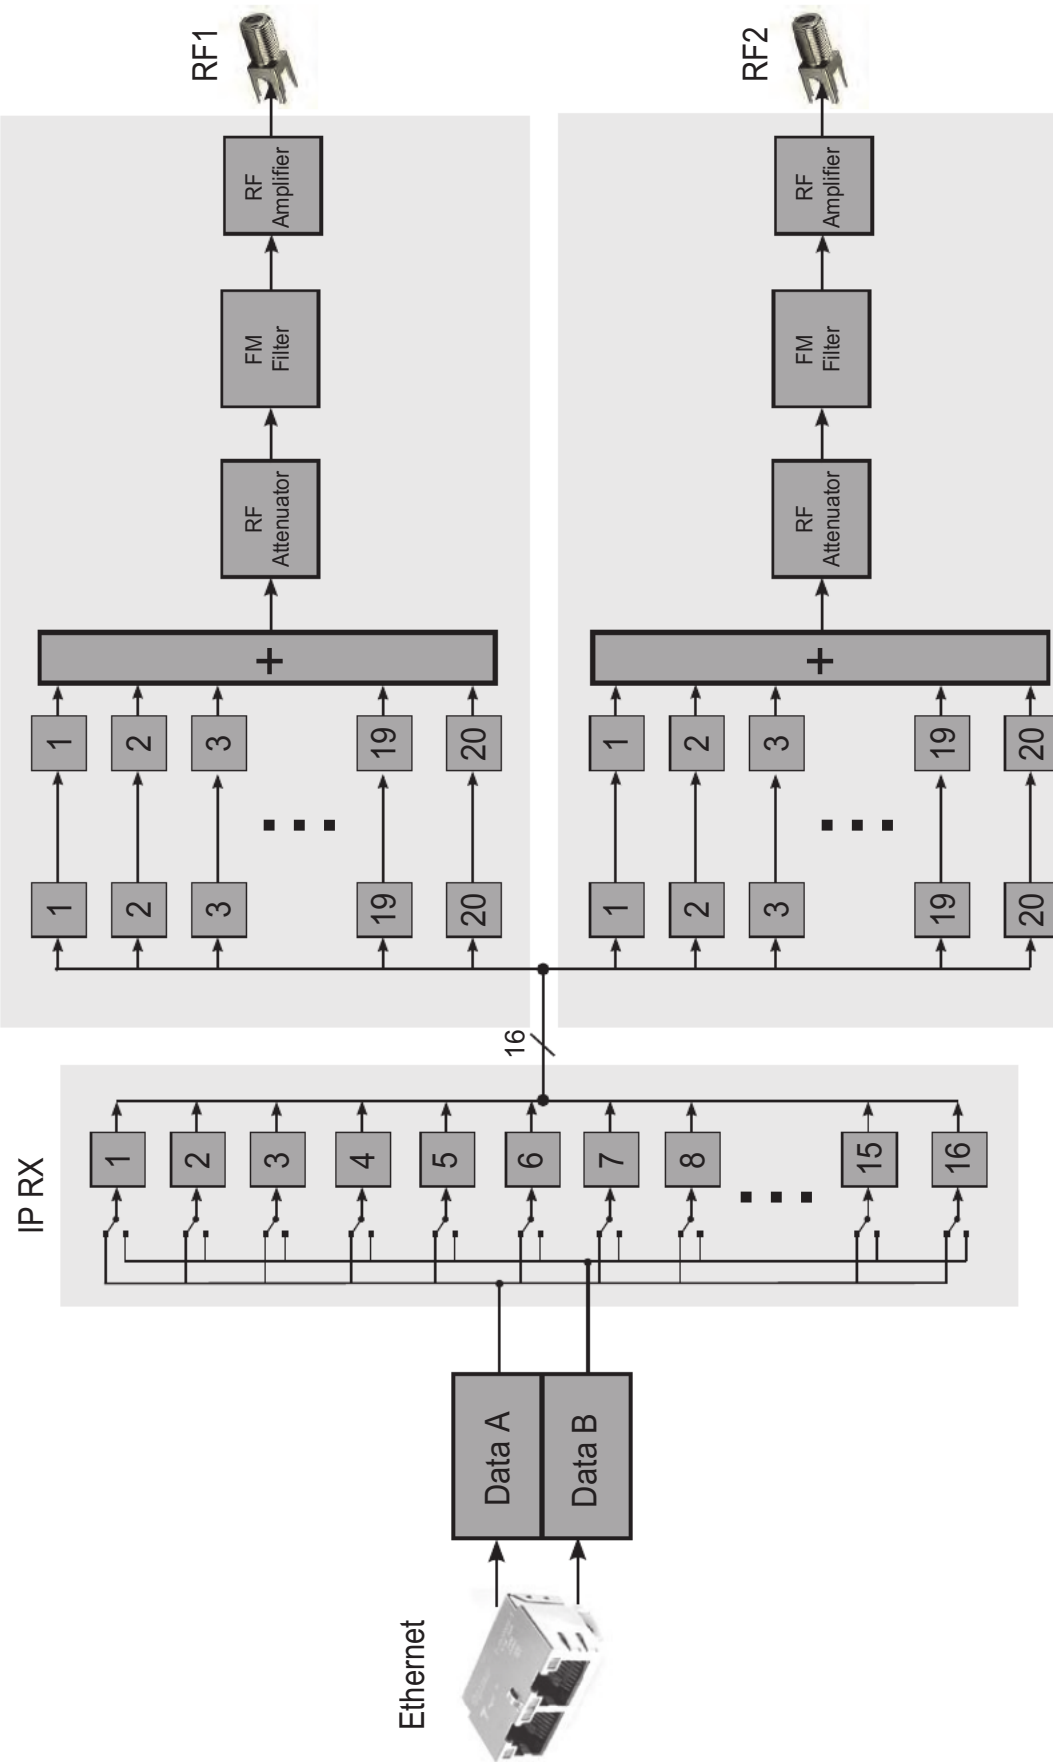 Ethernet
Data A
Data B
IP RX
1
2
3
4
5
6
7
8
15
16
16
1
2
3
19
20
1
2
3
19
20
+
RF
Attenuator
FM
Filter
RF
Amplifier
RF1
1
2
3
19
20
1
2
3
19
20
+
RF
Attenuator
FM
Filter
RF
Amplifier
RF2